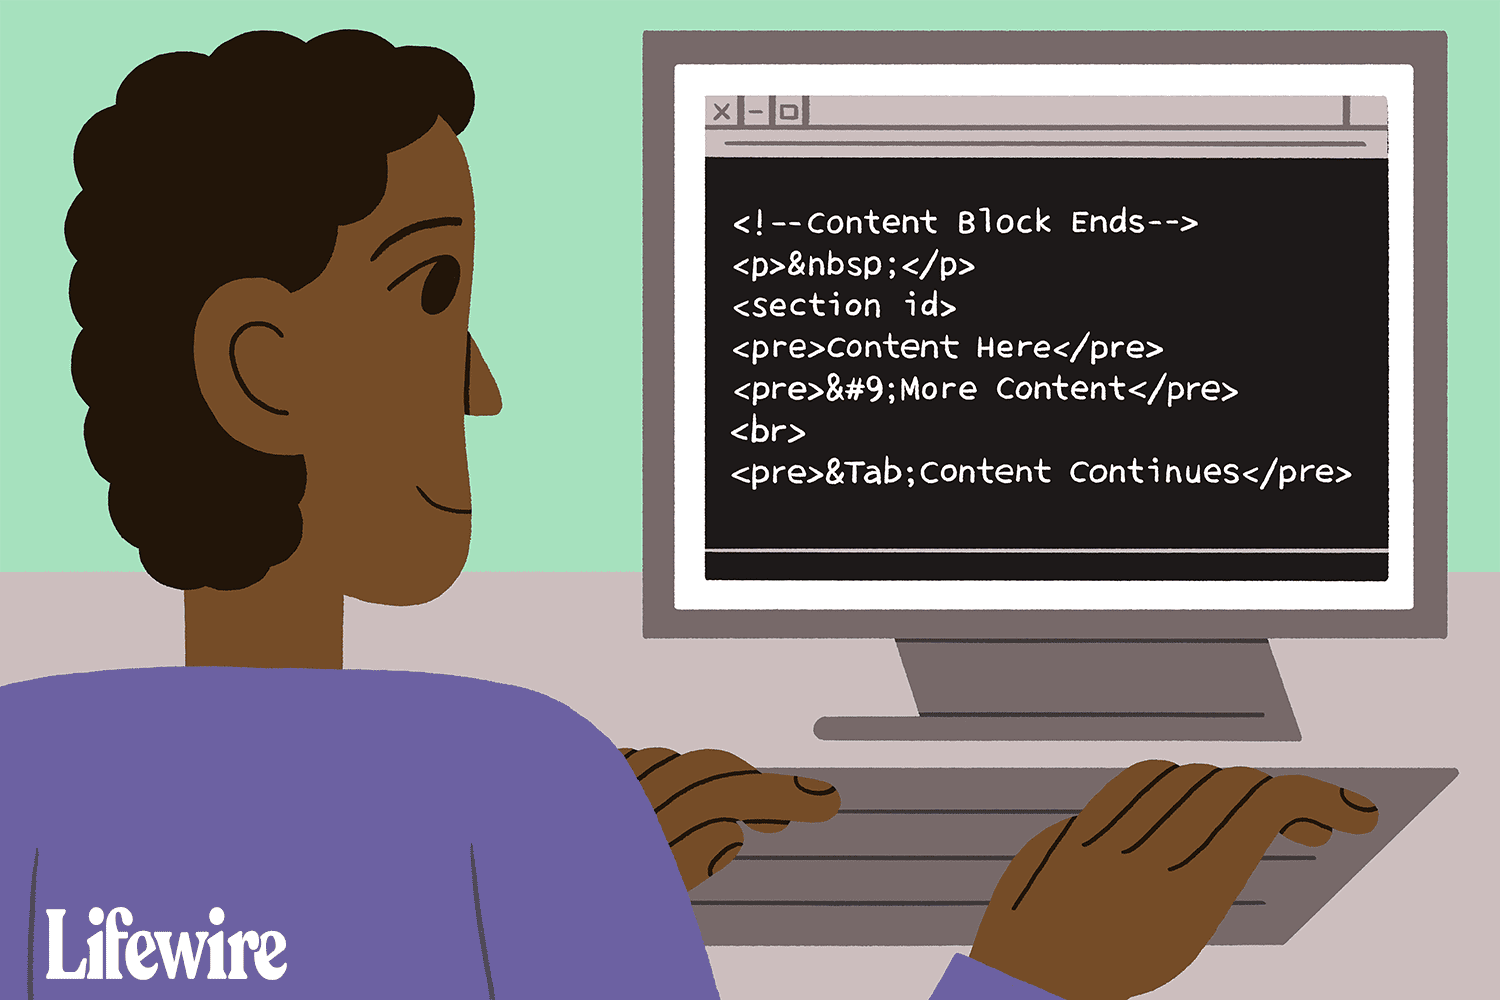 <!--Content Block Ends-->
<p>&nbsp;</p>
<section id>
<pre>Content Here</pre>
<pre>&#9;More Content</pre>
<br>
<pre>&Tab;Content Continues</pre>
Lifewire